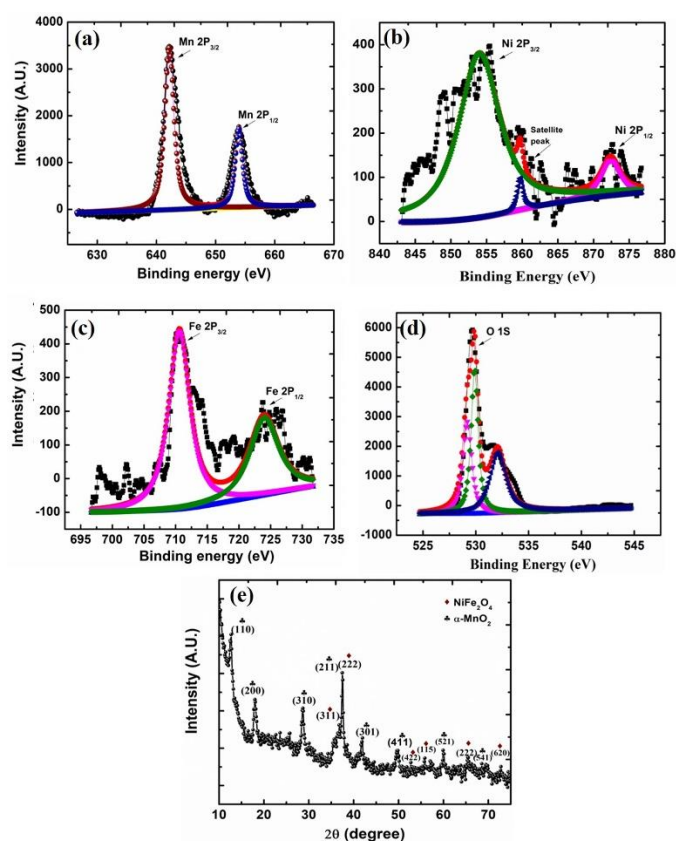 (a)
Mn 2P3/2
Mn 2P1/2
4000
3000
2000
1000
0
630 640 650 660 670
Intensity (A.U.)
Binding energy (eV)
(b)
Ni 2P3/2
Satellite
peak
Ni 2P1/2
400
300
200
100
0
840 845 850 855 860 866 872 877 880
Intensity (A.U.)
Binding Energy (eV)
(c)
Fe 2P3/2
Fe 2P1/2
500
400
300
200
100
0
-100
695 700 705 709 715 720 725 730 735
Intensity (A.U.)
Binding energy (eV)
(d)
O 1S
6000
5000
4000
3000
2000
1000
0
-1000
525 530 535 540 545
Binding Energy (eV)
(e)
NiFe2O4
α-MnO2
(110)
(200)
(310)
(311)
(211) (222)
(301)
(411)
(422)
(115)
(521)
(222)
(541)
(620)
10 20 30 40 50 60 70
Intensity (A.U.)
2θ (degree)